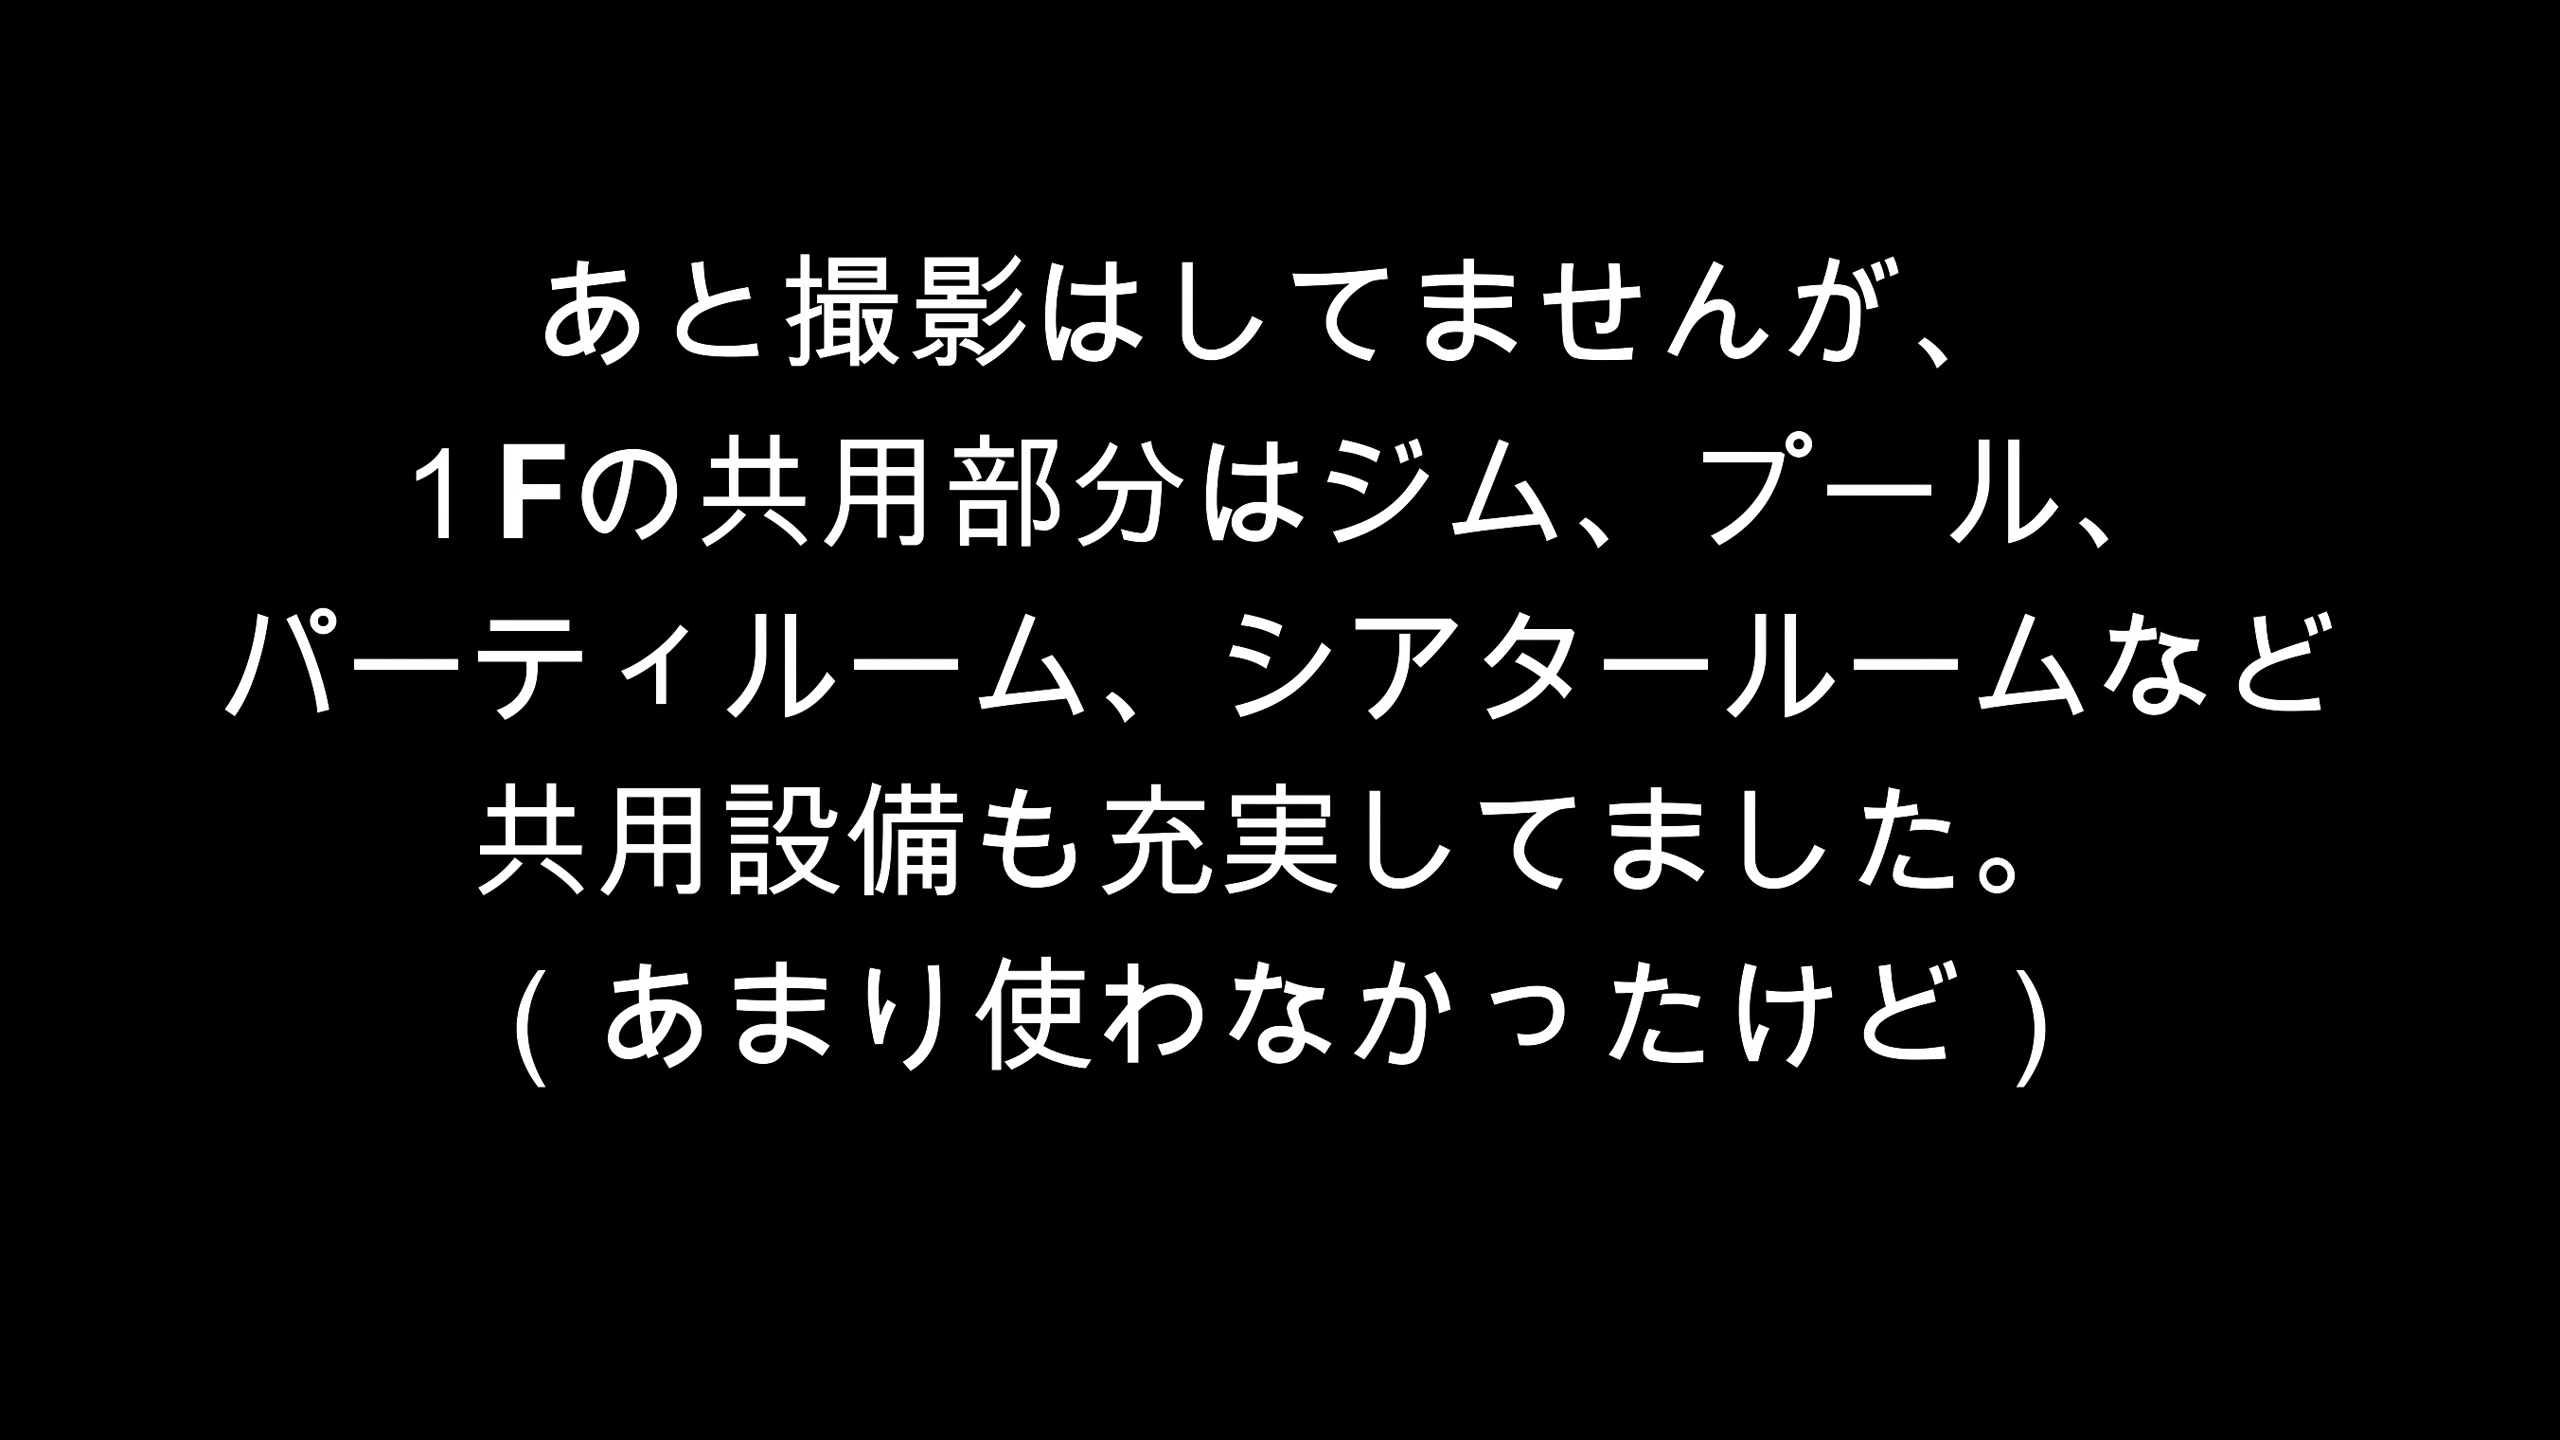 あと撮影はしてませんが、
１Fの共用部分はジム、プール、
パーティルーム、シアタールームなど
共用設備も充実してました。
（あまり使わなかったけど）